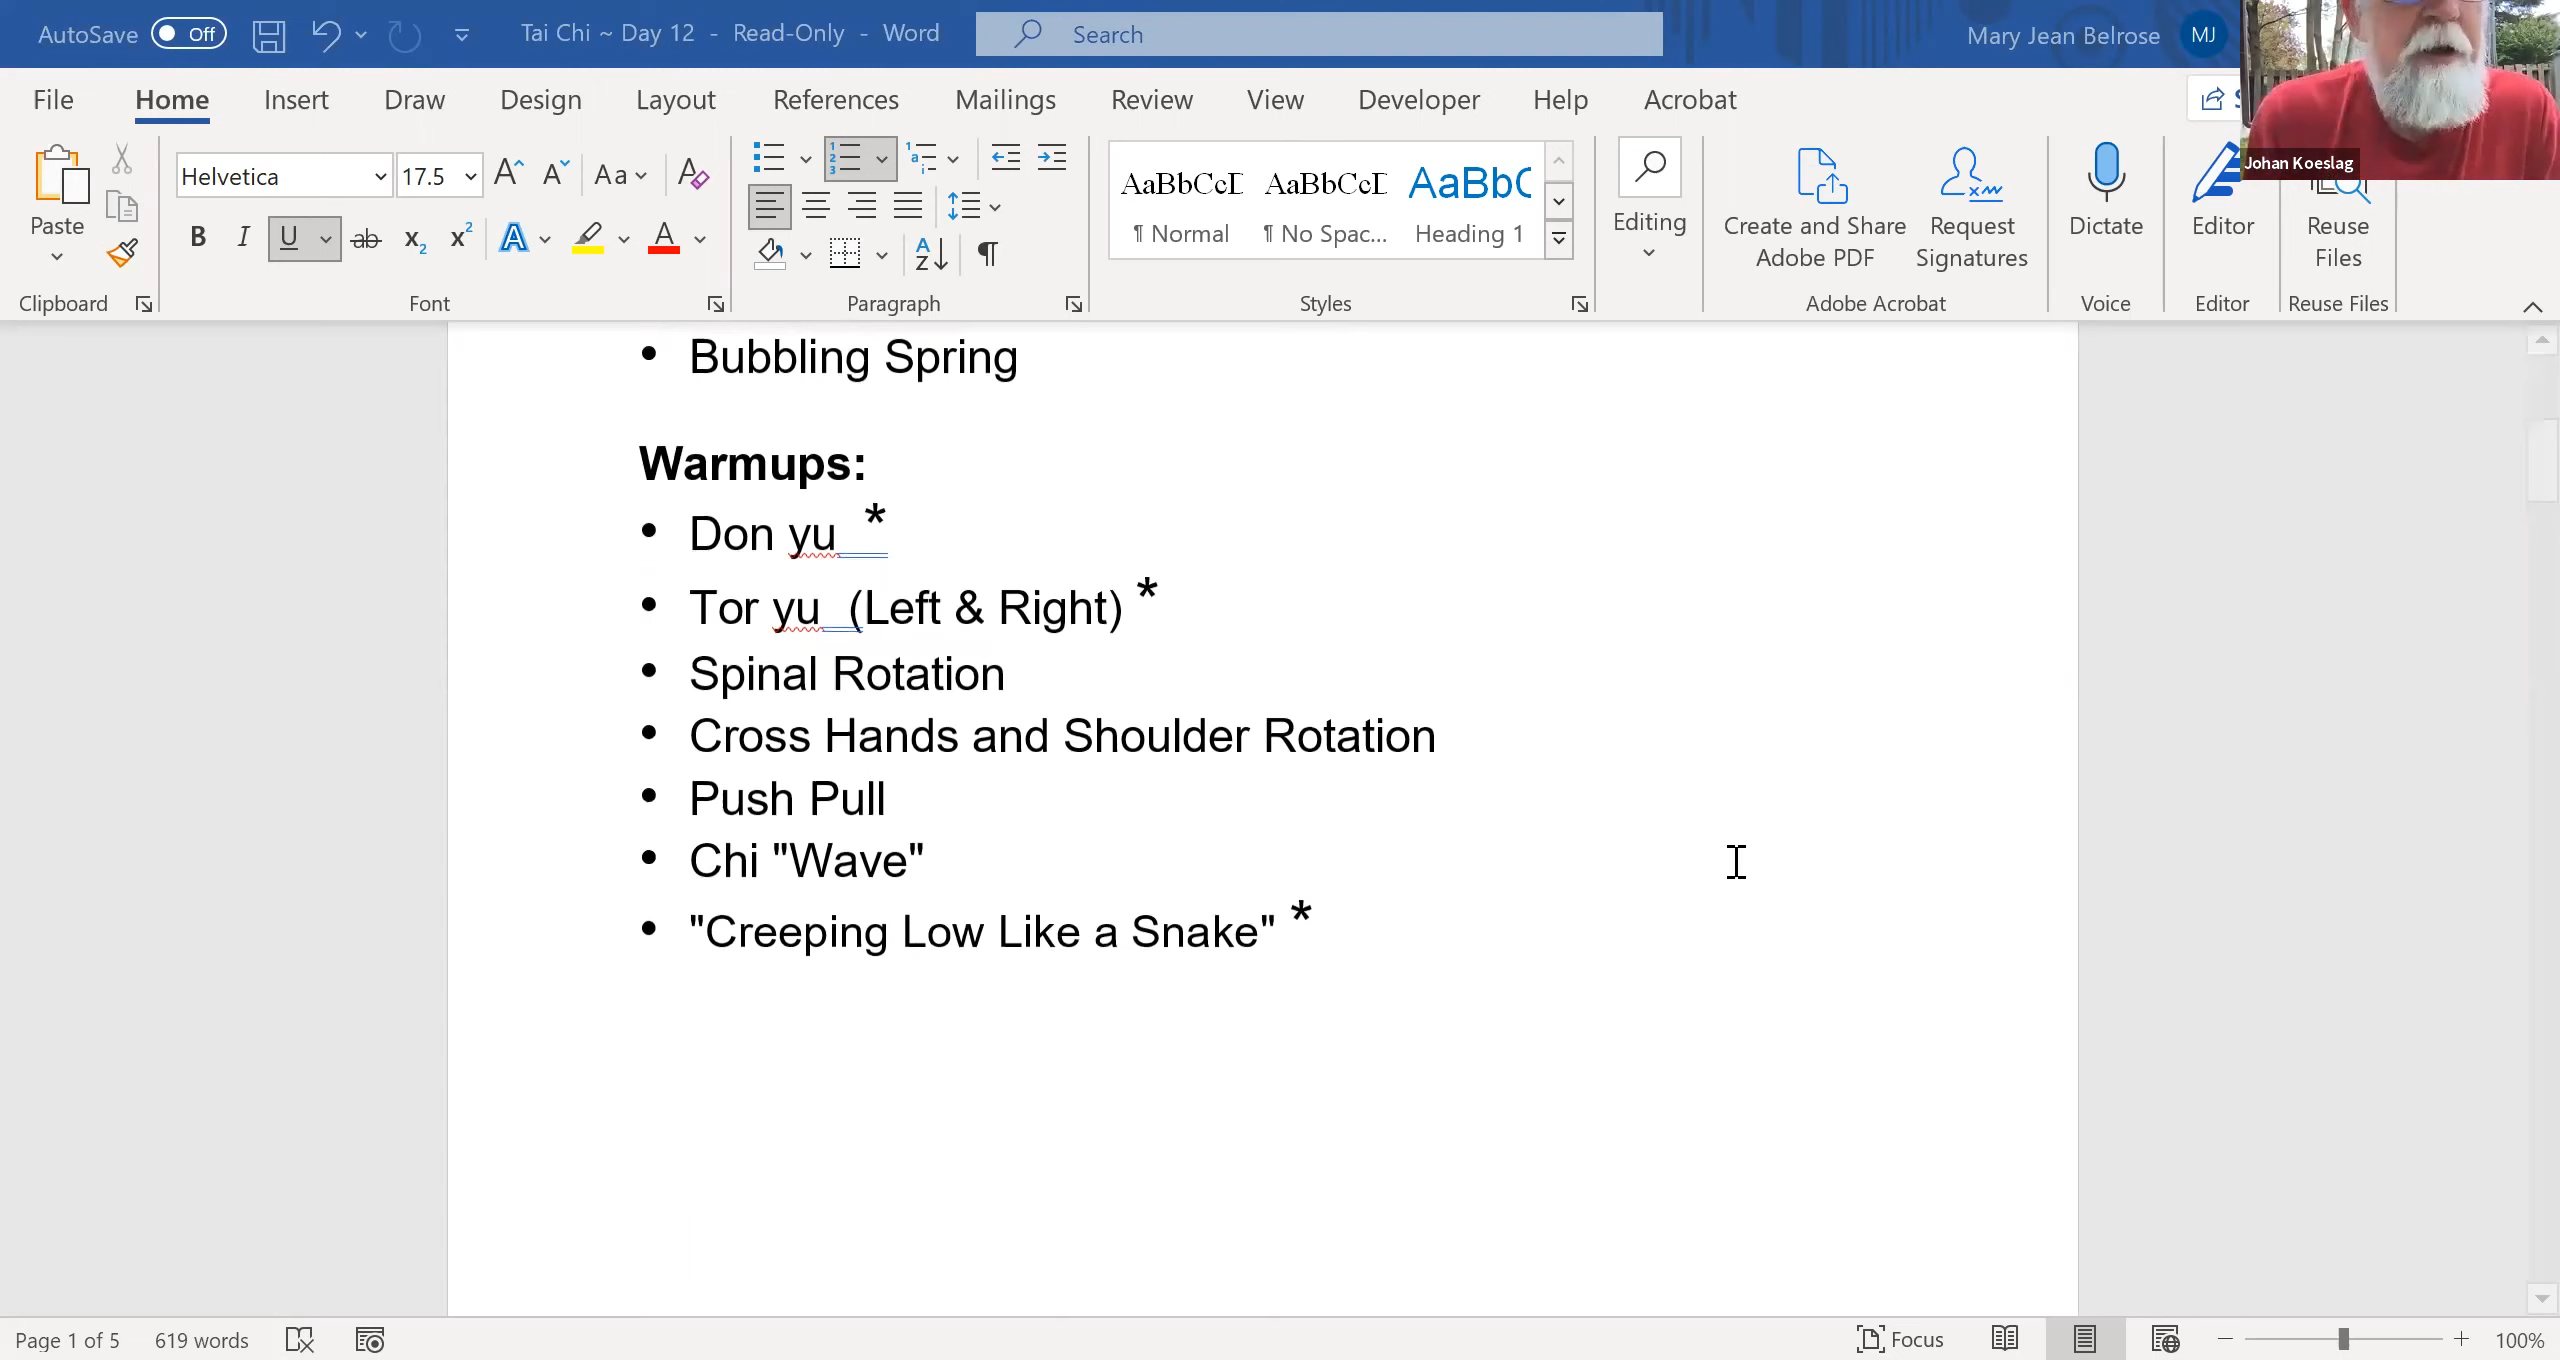 AutoSave Off Tai Chi ~ Day 12 - Read-Only - Word Search Mary Jean Belrose MJ
File Home Insert Draw Design Layout References Mailings Review View Developer Help Acrobat
Johan Koeslag
Helvetica 17.5 Aa
Paste
B I U ab x₂ x² A A
AaBbCcD AaBbCcD AaBbC
¶ Normal ¶ No Spac... Heading 1
Editing
Create and Share Adobe PDF
Request Signatures
Dictate
Editor
Reuse Files
Clipboard Font Paragraph Styles Adobe Acrobat Voice Editor Reuse Files
• Bubbling Spring
Warmups:
• Don yu *
• Tor yu (Left & Right) *
• Spinal Rotation
• Cross Hands and Shoulder Rotation
• Push Pull
• Chi "Wave"
• "Creeping Low Like a Snake" *
Page 1 of 5 619 words Focus 100%